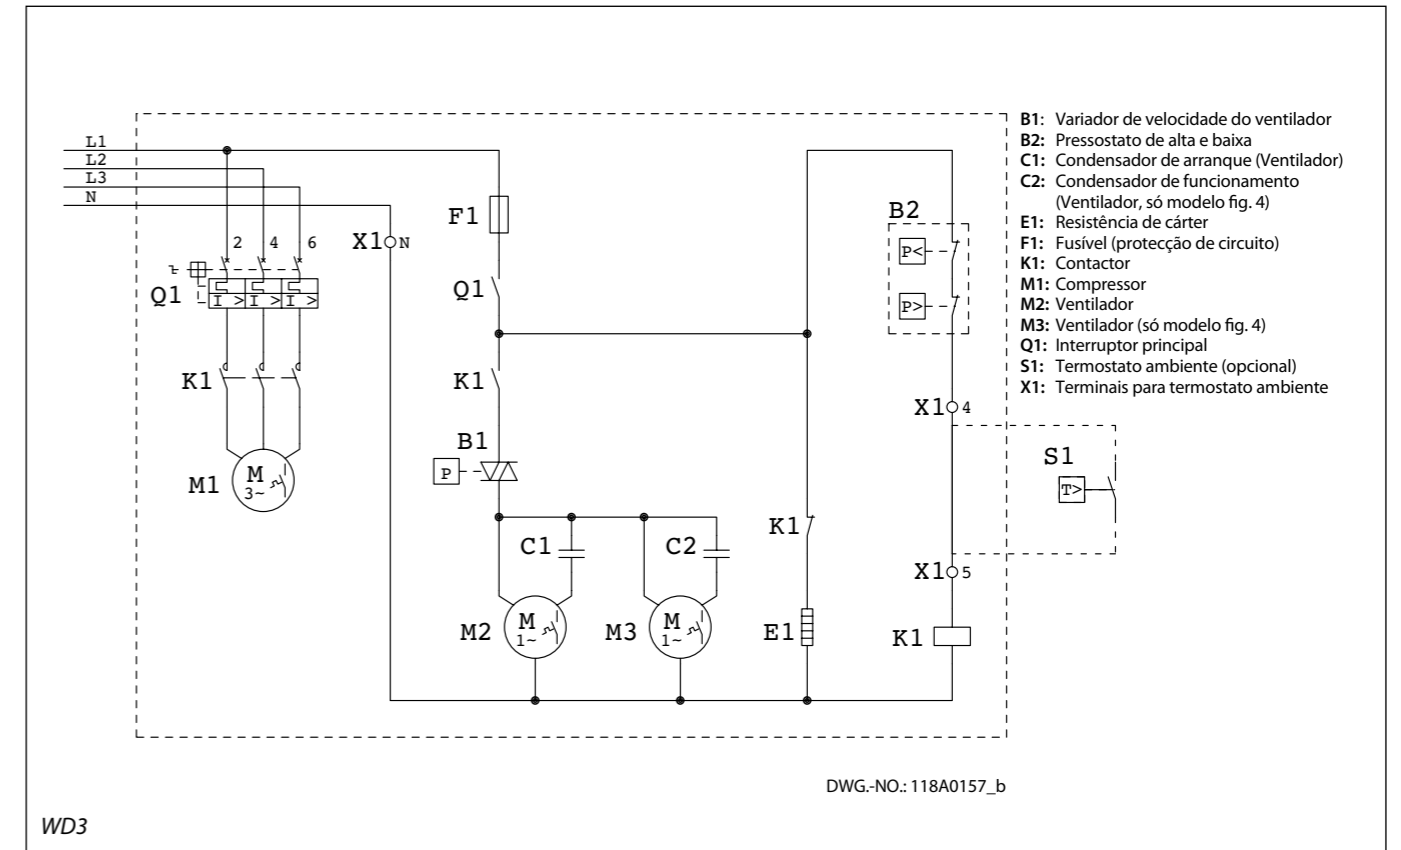 L1
L2
L3
N
2 4 6
Q1
I > I > I >
K1
M1
M
3~
X1 N
F1
Q1
K1
B1
P
C1
C2
M2
M
1~
M3
M
1~
K1
E1
B2
P<
P>
X1 4
S1
T>
X1 5
K1
B1: Variador de velocidade do ventilador
B2: Pressostato de alta e baixa
C1: Condensador de arranque (Ventilador)
C2: Condensador de funcionamento
(Ventilador, só modelo fig. 4)
E1: Resistência de cárter
F1: Fusível (protecção de circuito)
K1: Contactor
M1: Compressor
M2: Ventilador
M3: Ventilador (só modelo fig. 4)
Q1: Interruptor principal
S1: Termostato ambiente (opcional)
X1: Terminais para termostato ambiente
DWG.-NO.: 118A0157_b
WD3